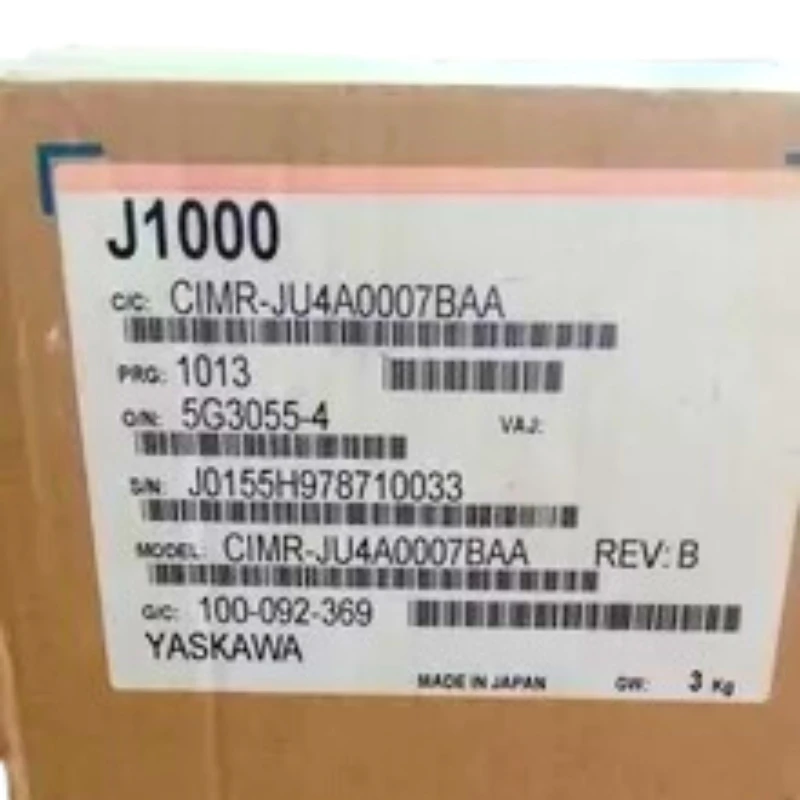 J1000
C/C: CIMR-JU4A0007BAA
PRG: 1013
O/N: 5G3055-4 VAJ:
S/N: J0155H978710033
MODEL: CIMR-JU4A0007BAA REV: B
G/C: 100-092-369
YASKAWA
MADE IN JAPAN GW: 3 Kg